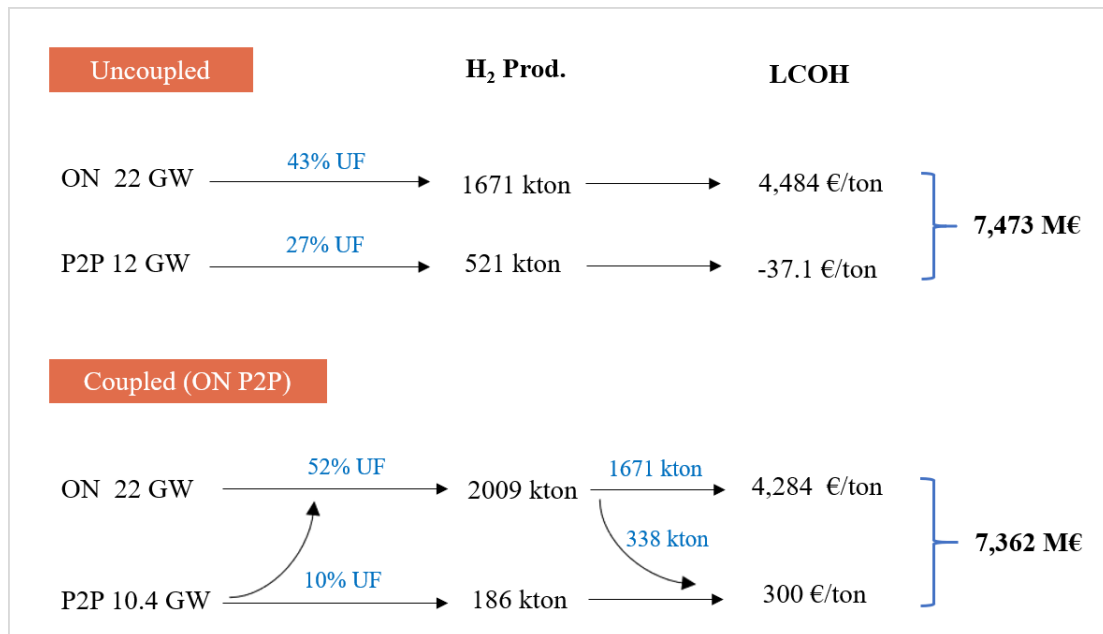 Uncoupled
H₂ Prod.
LCOH
43% UF
ON 22 GW
1671 kton
4,484 €/ton
7,473 M€
27% UF
P2P 12 GW
521 kton
-37.1 €/ton
Coupled (ON P2P)
52% UF
1671 kton
ON 22 GW
2009 kton
4,284 €/ton
338 kton
7,362 M€
10% UF
P2P 10.4 GW
186 kton
300 €/ton